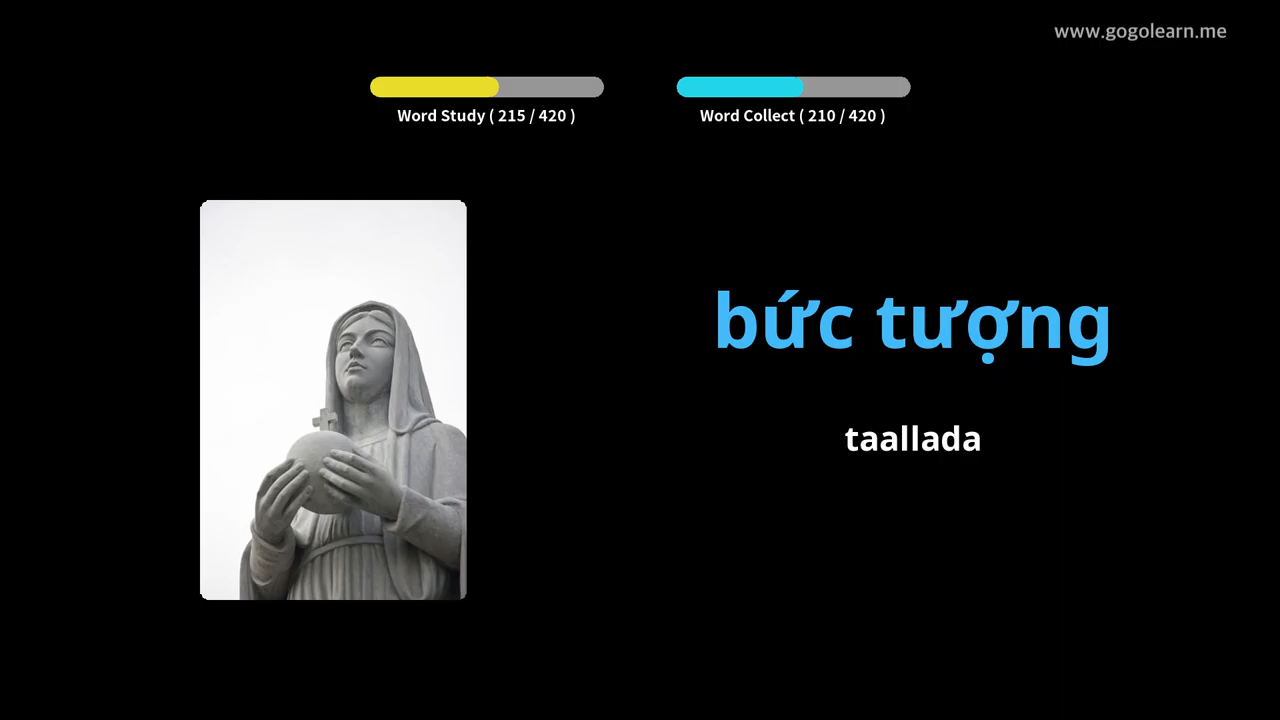 www.gogolearn.me
Word Study ( 215 / 420 )
Word Collect ( 210 / 420 )
bức tượng
taallada